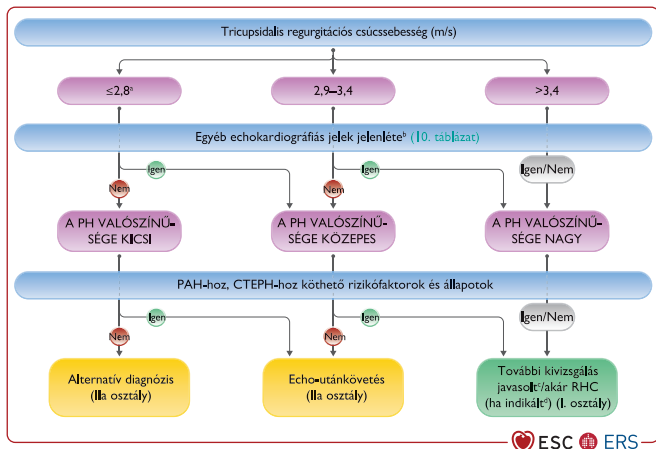 Tricupsidalis regurgitációs csúcssebesség (m/s)
≤2,8ᵃ
2,9–3,4
>3,4
Egyéb echokardiográfiás jelek jelenléteᵇ (10. táblázat)
Igen
Igen
Igen/Nem
Nem
Nem
A PH VALÓSZÍNŰ-
SÉGE KICSI
A PH VALÓSZÍNŰ-
SÉGE KÖZEPES
A PH VALÓSZÍNŰ-
SÉGE NAGY
PAH-hoz, CTEPH-hoz köthető rizikófaktorok és állapotok
Igen
Igen
Igen/Nem
Nem
Nem
Alternatív diagnózis
(IIa osztály)
Echo-utánkövetés
(IIa osztály)
További kivizsgálás
javasoltᶜ/akár RHC
(ha indikáltᵈ) (I. osztály)
ESC ERS